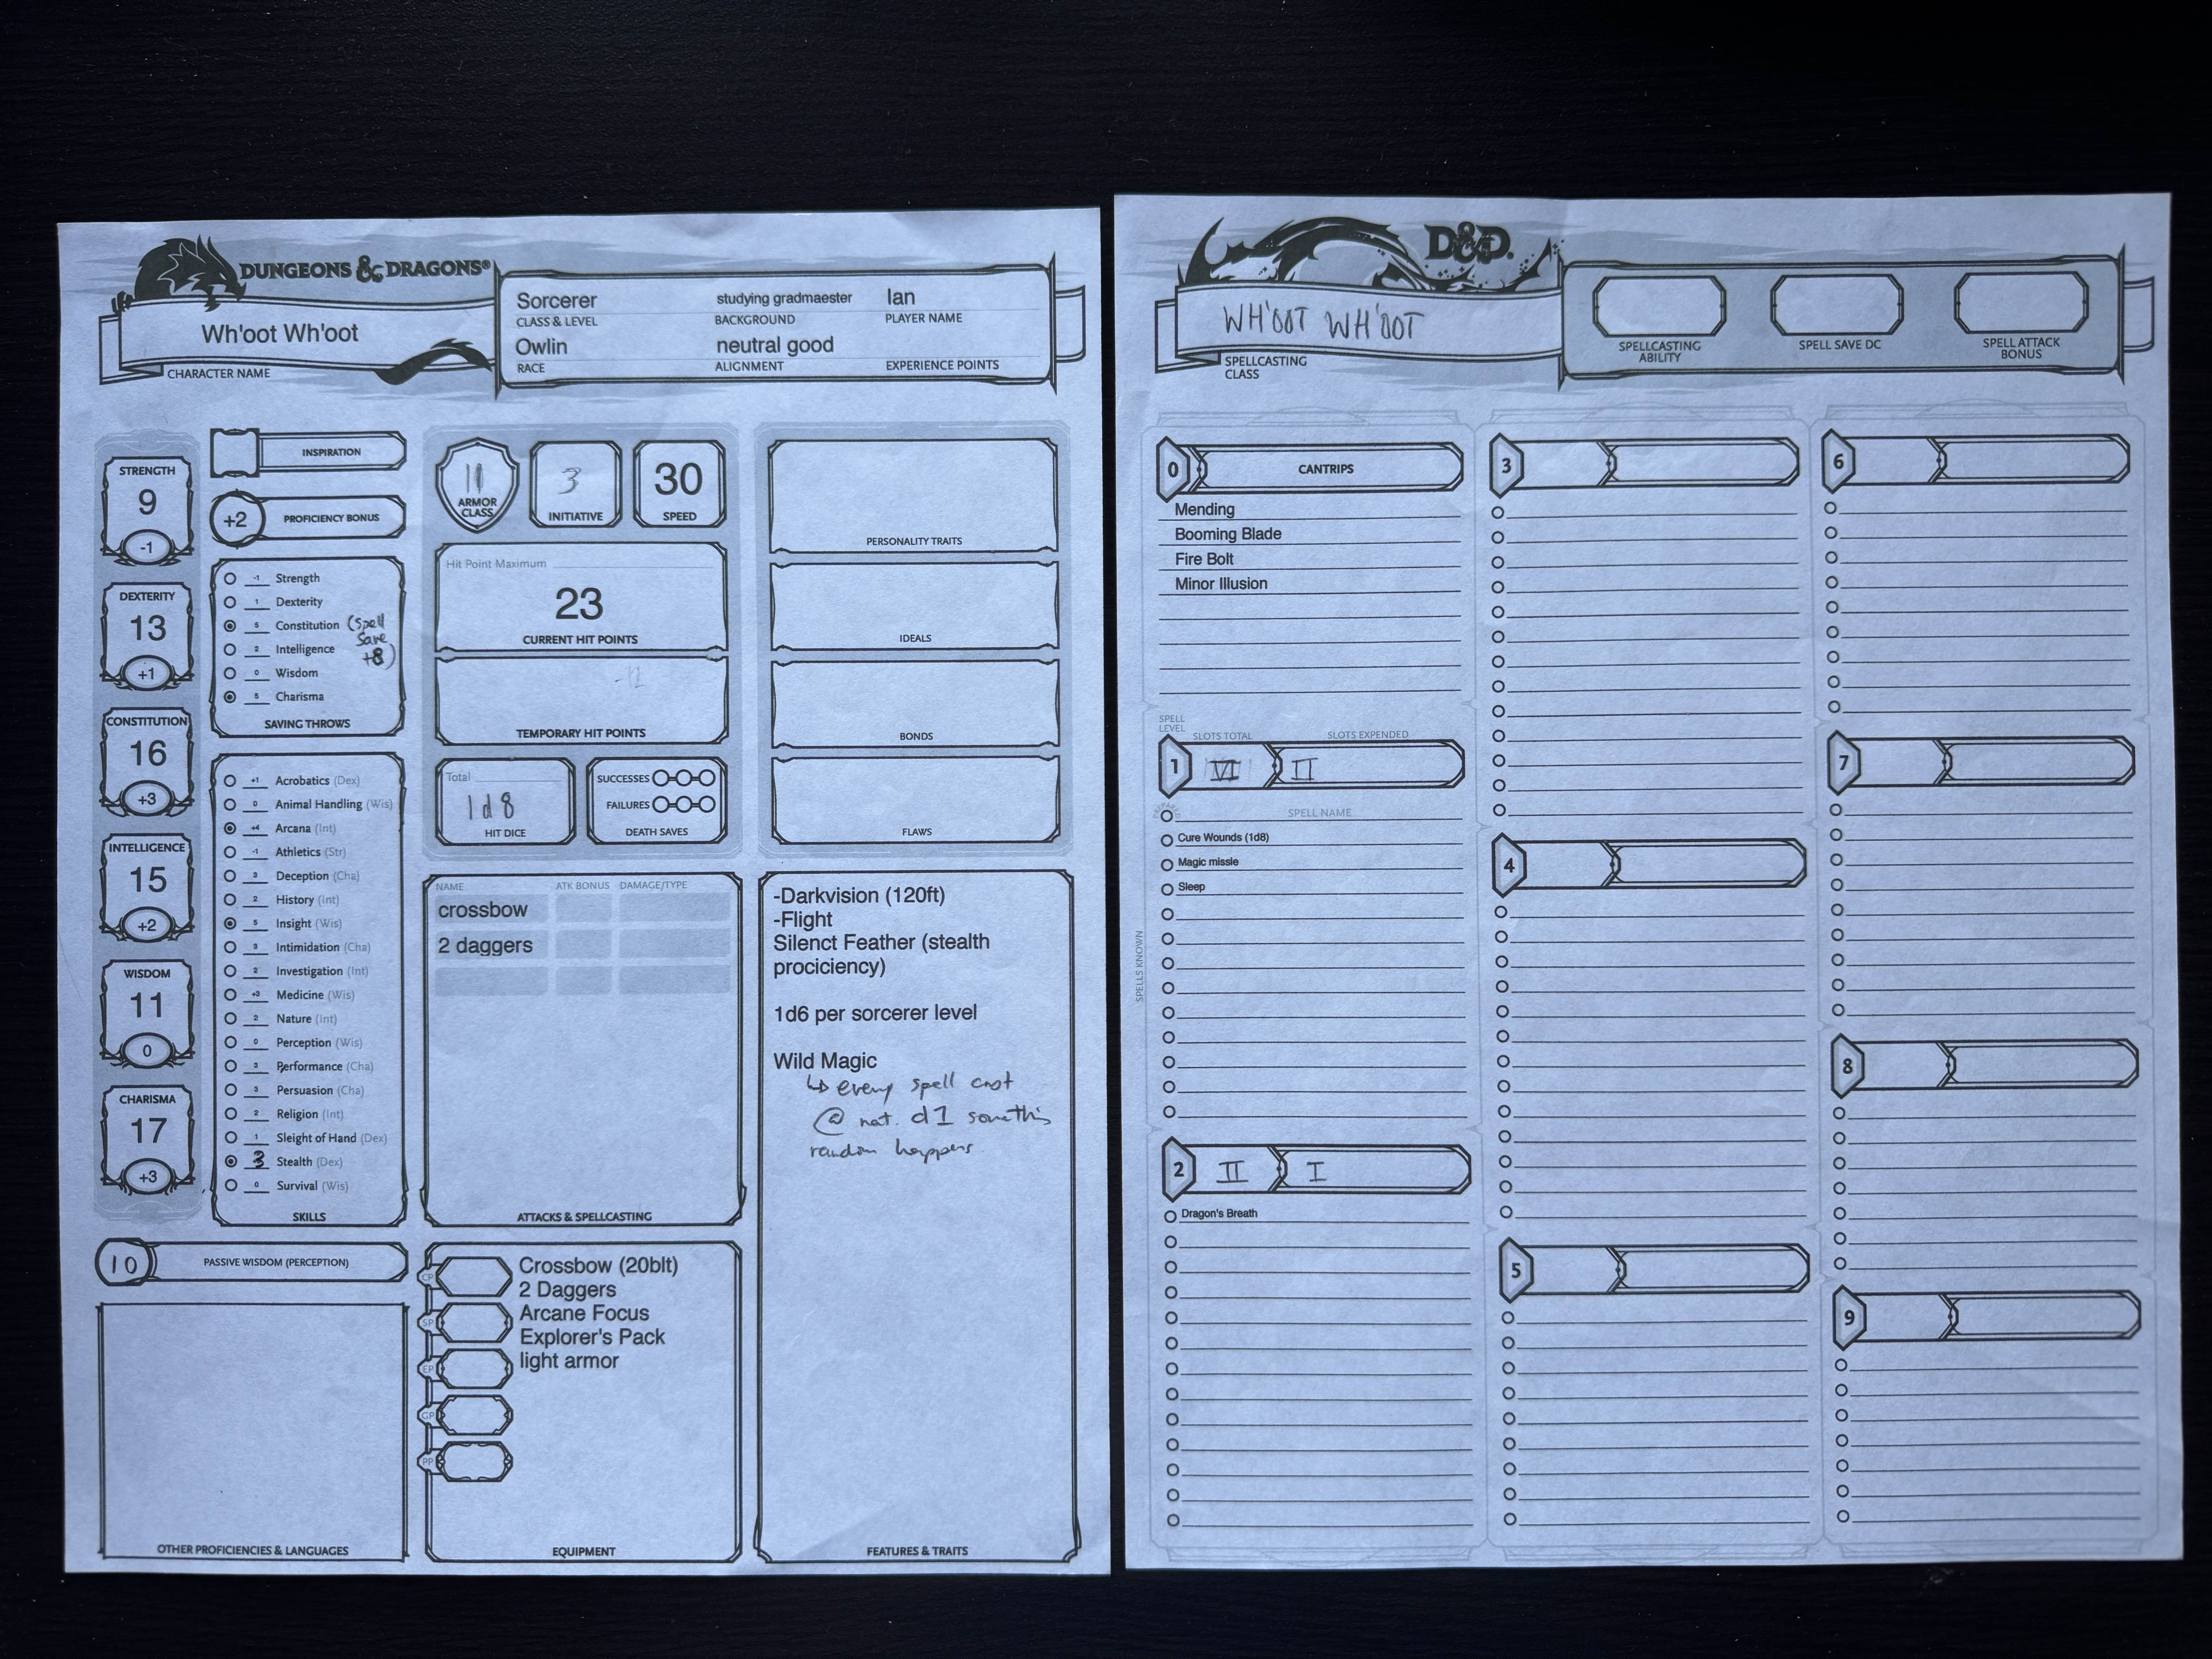 DUNGEONS & DRAGONS®
Wh'oot Wh'oot
CHARACTER NAME
Sorcerer
studying gradmaester
Ian
CLASS & LEVEL
BACKGROUND
PLAYER NAME
Owlin
neutral good
RACE
ALIGNMENT
EXPERIENCE POINTS
STRENGTH
9
-1
DEXTERITY
13
+1
CONSTITUTION
16
+3
INTELLIGENCE
15
+2
WISDOM
11
0
CHARISMA
17
+3
INSPIRATION
+2 PROFICIENCY BONUS
-1 Strength
1 Dexterity
5 Constitution (spell
save
2 Intelligence +8)
0 Wisdom
5 Charisma
SAVING THROWS
+1 Acrobatics (Dex)
0 Animal Handling (Wis)
+4 Arcana (Int)
-1 Athletics (Str)
3 Deception (Cha)
2 History (Int)
5 Insight (Wis)
3 Intimidation (Cha)
2 Investigation (Int)
+3 Medicine (Wis)
2 Nature (Int)
0 Perception (Wis)
3 Performance (Cha)
3 Persuasion (Cha)
2 Religion (Int)
1 Sleight of Hand (Dex)
3 Stealth (Dex)
0 Survival (Wis)
SKILLS
10 PASSIVE WISDOM (PERCEPTION)
OTHER PROFICIENCIES & LANGUAGES
11
ARMOR
CLASS
3
INITIATIVE
30
SPEED
Hit Point Maximum
23
CURRENT HIT POINTS
-12
TEMPORARY HIT POINTS
Total
1d8
HIT DICE
SUCCESSES
FAILURES
DEATH SAVES
NAME ATK BONUS DAMAGE/TYPE
crossbow
2 daggers
ATTACKS & SPELLCASTING
CP
SP
EP
GP
PP
Crossbow (20blt)
2 Daggers
Arcane Focus
Explorer's Pack
light armor
EQUIPMENT
PERSONALITY TRAITS
IDEALS
BONDS
FLAWS
-Darkvision (120ft)
-Flight
Silenct Feather (stealth
prociciency)
1d6 per sorcerer level
Wild Magic
↳ every spell cast
@ nat. d1 somethin
random happens
FEATURES & TRAITS
D&D.
WH'OOT WH'OOT
SPELLCASTING
CLASS
SPELLCASTING
ABILITY
SPELL SAVE DC
SPELL ATTACK
BONUS
0 CANTRIPS
Mending
Booming Blade
Fire Bolt
Minor Illusion
SPELL
LEVEL
SLOTS TOTAL
SLOTS EXPENDED
1 VI II
PREPARED
SPELL NAME
Cure Wounds (1d8)
Magic missle
Sleep
SPELLS KNOWN
2 II I
Dragon's Breath
3
4
5
6
7
8
9